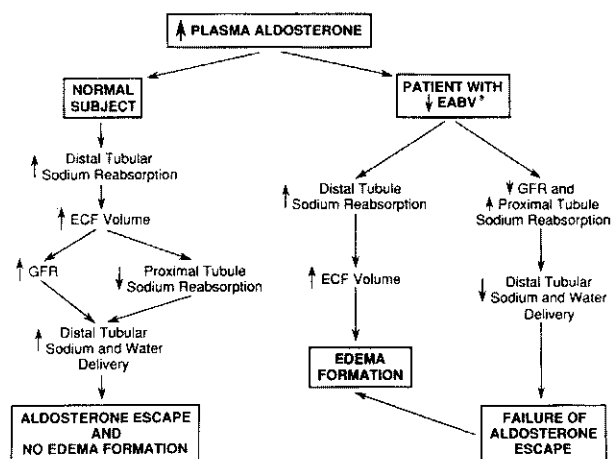 ↑ PLASMA ALDOSTERONE
NORMAL
SUBJECT
↑ Distal Tubular
Sodium Reabsorption
↑ ECF Volume
↑ GFR
↓ Proximal Tubule
Sodium Reabsorption
↑ Distal Tubular
Sodium and Water
Delivery
ALDOSTERONE ESCAPE
AND
NO EDEMA FORMATION
PATIENT WITH
↓ EABV*
↑ Distal Tubule
Sodium Reabsorption
↑ ECF Volume
EDEMA
FORMATION
↓ GFR and
↑ Proximal Tubule
Sodium Reabsorption
↓ Distal Tubular
Sodium and Water
Delivery
FAILURE OF
ALDOSTERONE
ESCAPE